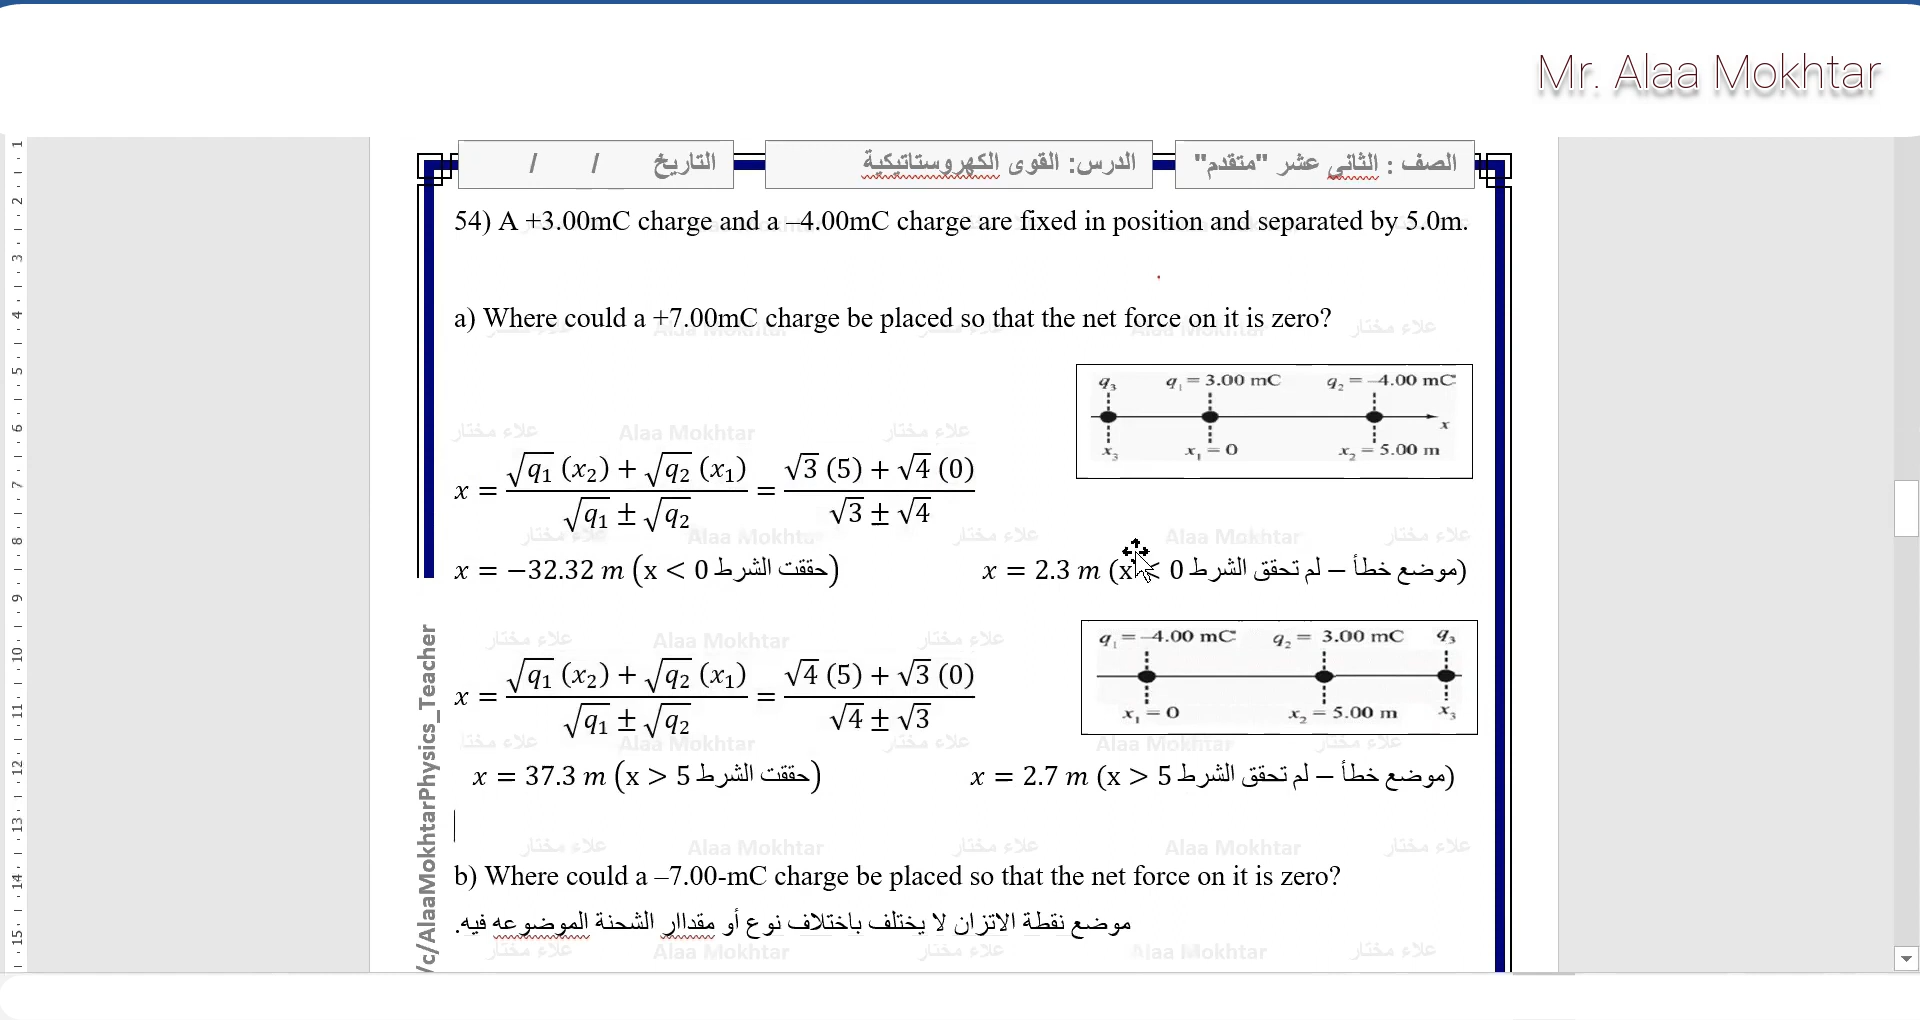 Mr. Alaa Mokhtar
الصف : الثاني عشر "متقدم" الدرس: القوى الكهروستاتيكية التاريخ / /
54) A +3.00mC charge and a –4.00mC charge are fixed in position and separated by 5.0m.
a) Where could a +7.00mC charge be placed so that the net force on it is zero?
q₃ q₁ = 3.00 mC q₂ = –4.00 mC
x
x₃ x₁ = 0 x₂ = 5.00 m
x = (√q₁ (x₂) + √q₂ (x₁)) / (√q₁ ± √q₂) = (√3 (5) + √4 (0)) / (√3 ± √4)
x = −32.32 m (x < 0 حققت الشرط) x = 2.3 m (x < 0 موضع خطأ – لم تحقق الشرط)
q₁ = –4.00 mC q₂ = 3.00 mC q₃
x₁ = 0 x₂ = 5.00 m x₃
x = (√q₁ (x₂) + √q₂ (x₁)) / (√q₁ ± √q₂) = (√4 (5) + √3 (0)) / (√4 ± √3)
x = 37.3 m (x > 5 حققت الشرط) x = 2.7 m (x > 5 موضع خطأ – لم تحقق الشرط)
b) Where could a –7.00-mC charge be placed so that the net force on it is zero?
موضع نقطة الاتزان لا يختلف باختلاف نوع أو مقداار الشحنة الموضوعه فيه.
/c/AlaaMokhtarPhysics_Teacher
علاء مختار Alaa Mokhtar